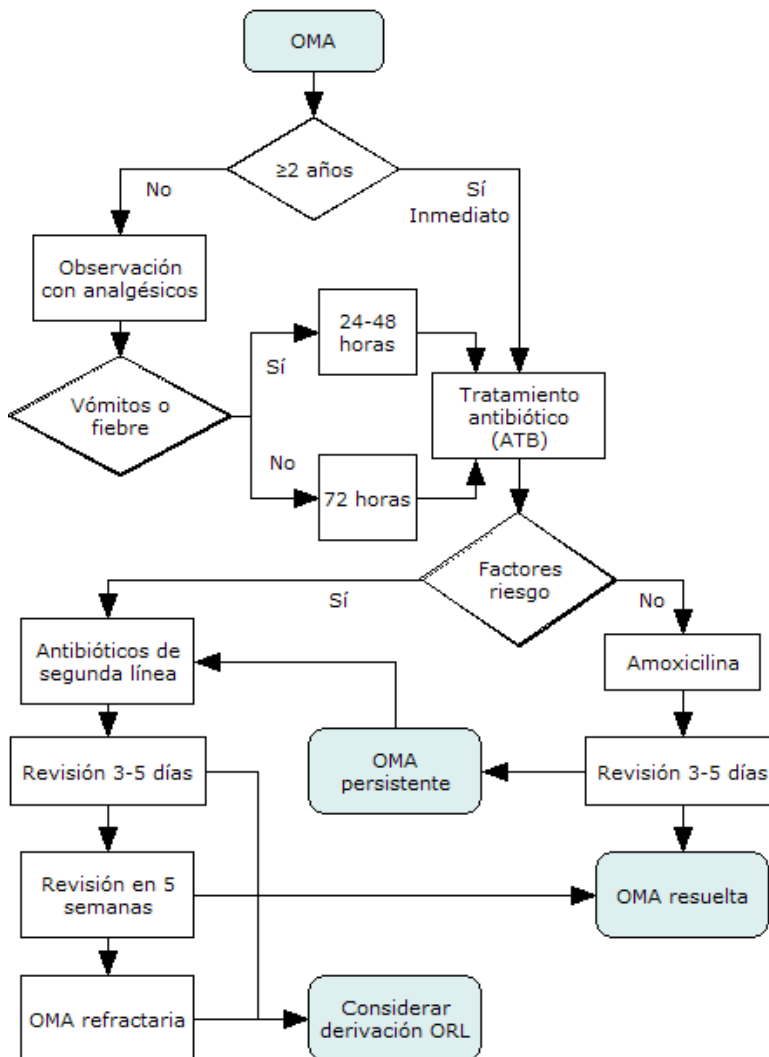 OMA
≥2 años
No
Sí
Inmediato
Observación
con analgésicos
24-48
horas
Sí
Vómitos o
fiebre
Tratamiento
antibiótico
(ATB)
No
72 horas
Factores
riesgo
Sí
No
Antibióticos de
segunda línea
Amoxicilina
Revisión 3-5 días
OMA
persistente
Revisión 3-5 días
Revisión en 5
semanas
OMA resuelta
OMA refractaria
Considerar
derivación ORL